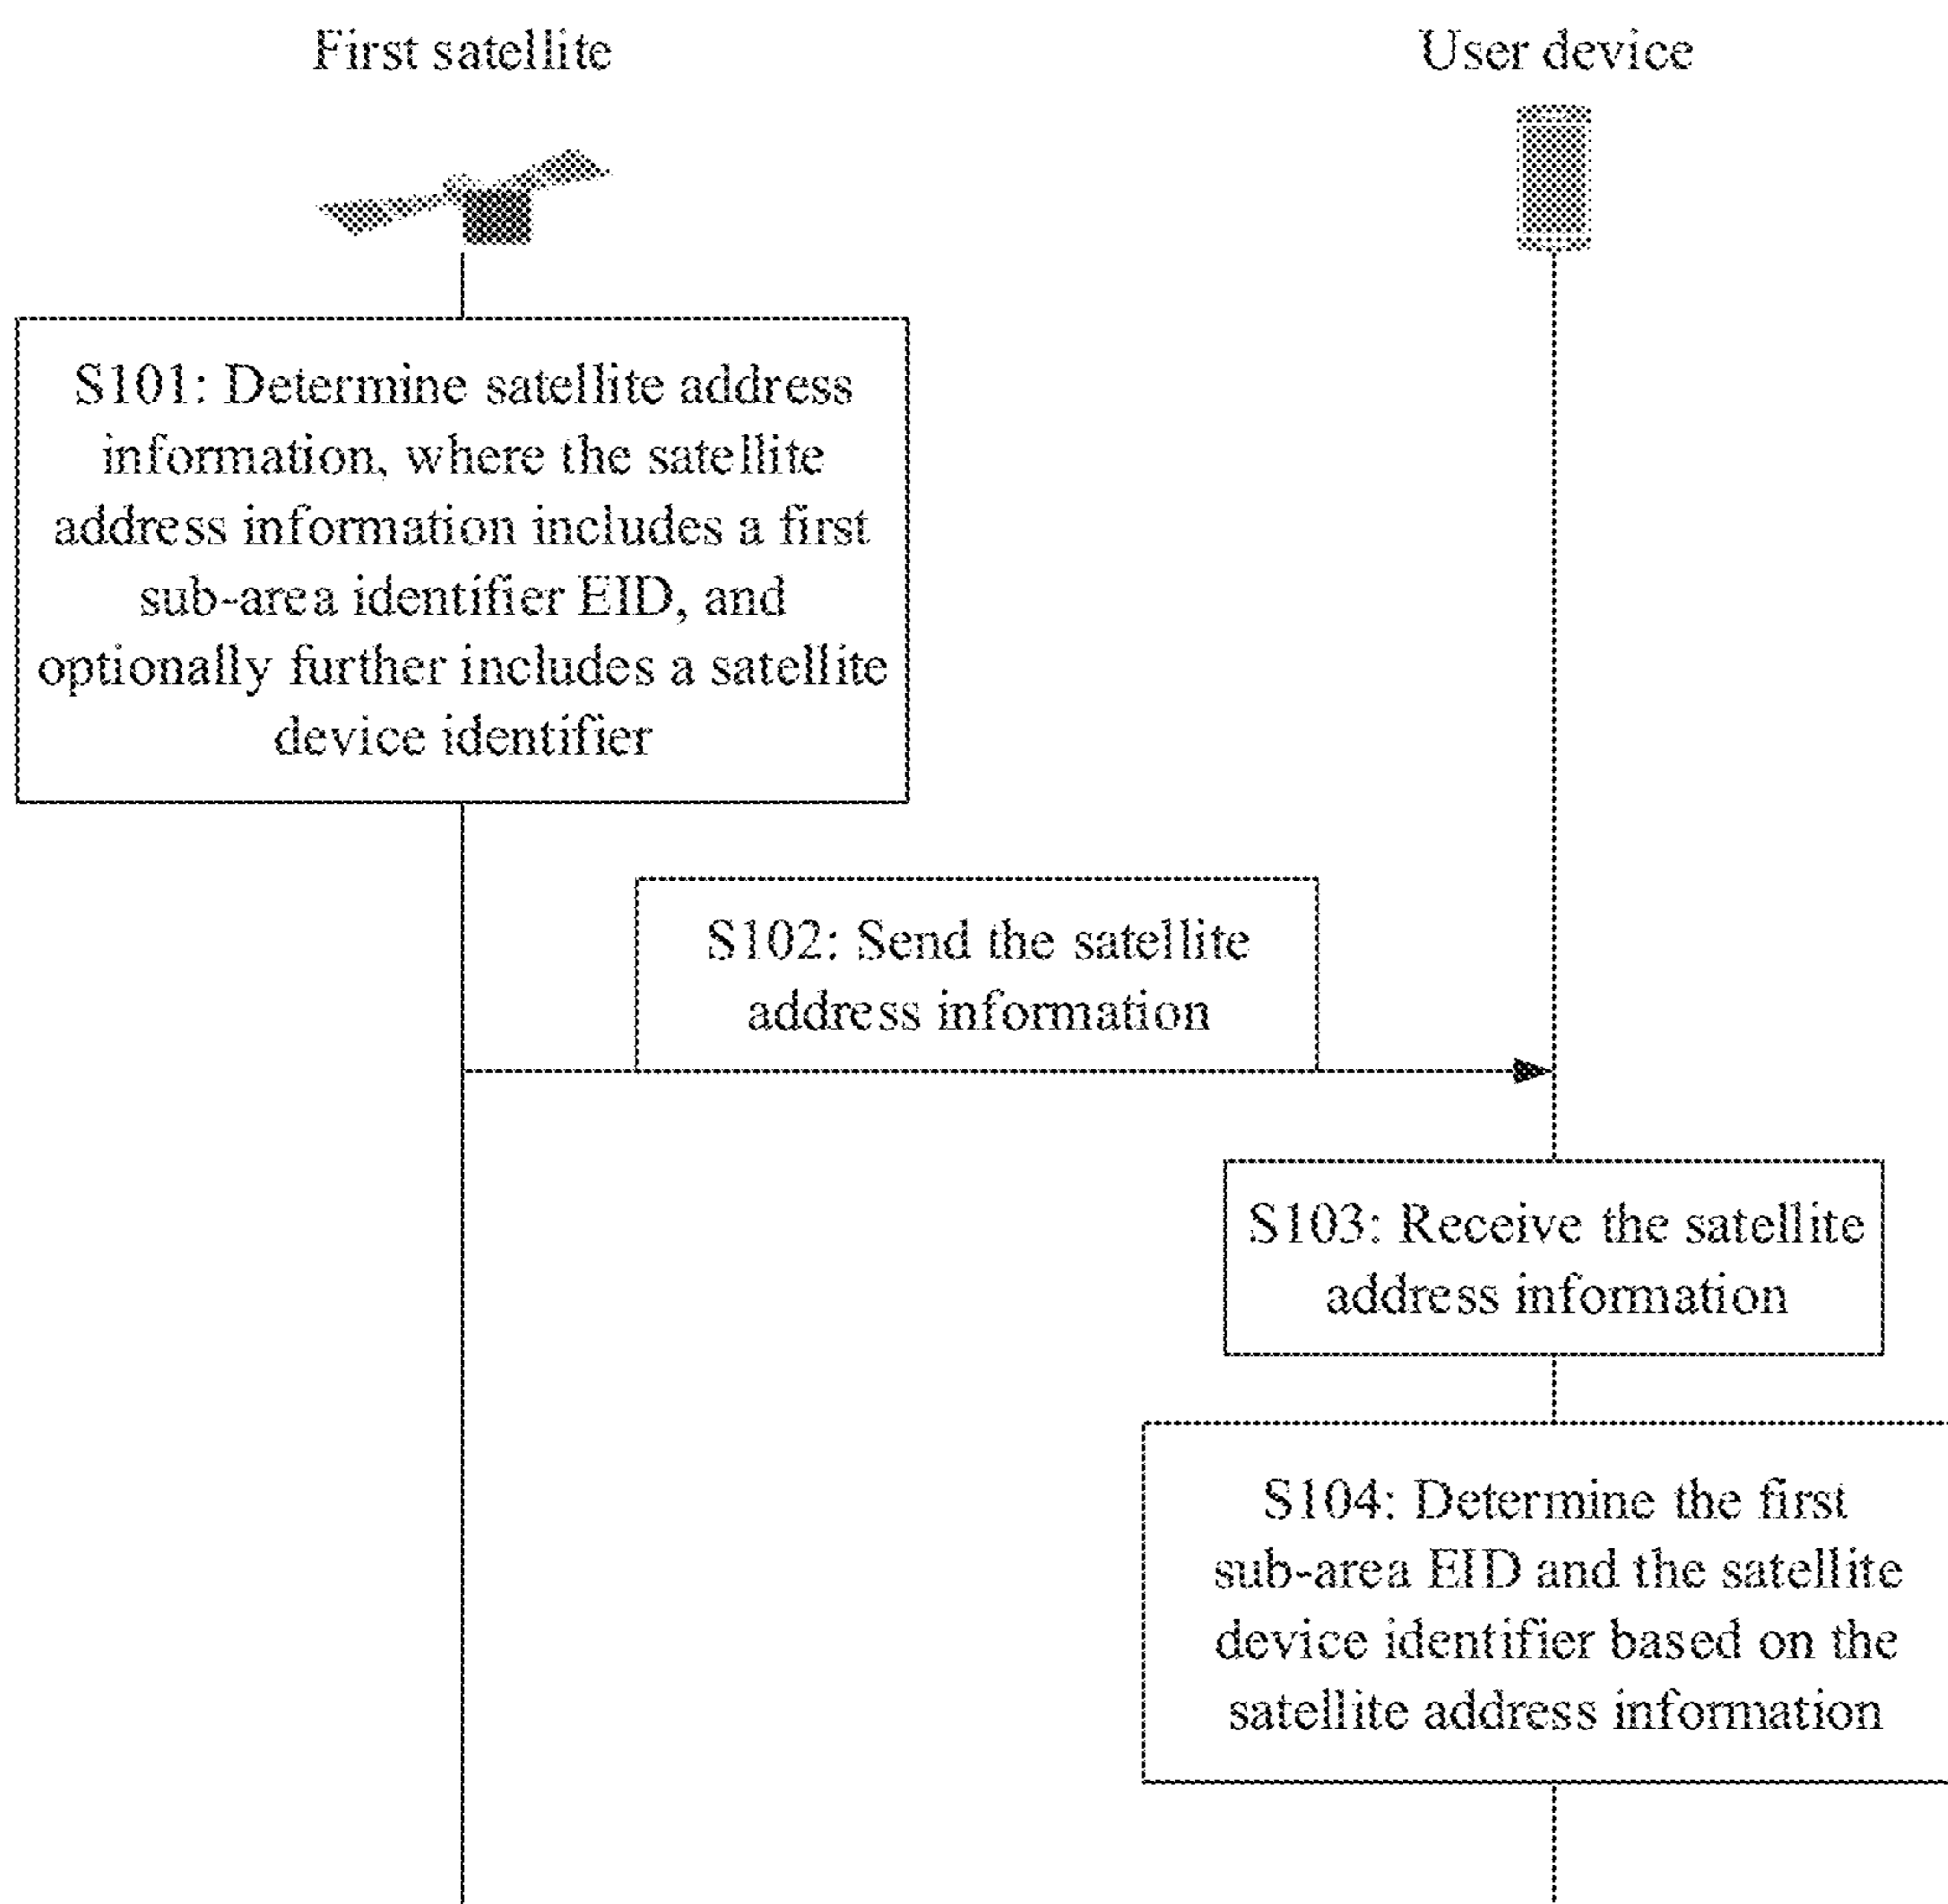 First satellite
User device
S101: Determine satellite address
information, where the satellite
address information includes a first
sub-area identifier EID, and
optionally further includes a satellite
device identifier
S102: Send the satellite
address information
S103: Receive the satellite
address information
S104: Determine the first
sub-area EID and the satellite
device identifier based on the
satellite address information